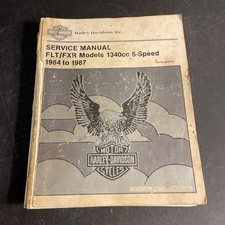 Harley-Davidson, Inc.
SERVICE MANUAL
FLT/FXR Models 1340cc 5-Speed
1984 to 1987
MOTOR
HARLEY-DAVIDSON
CYCLES